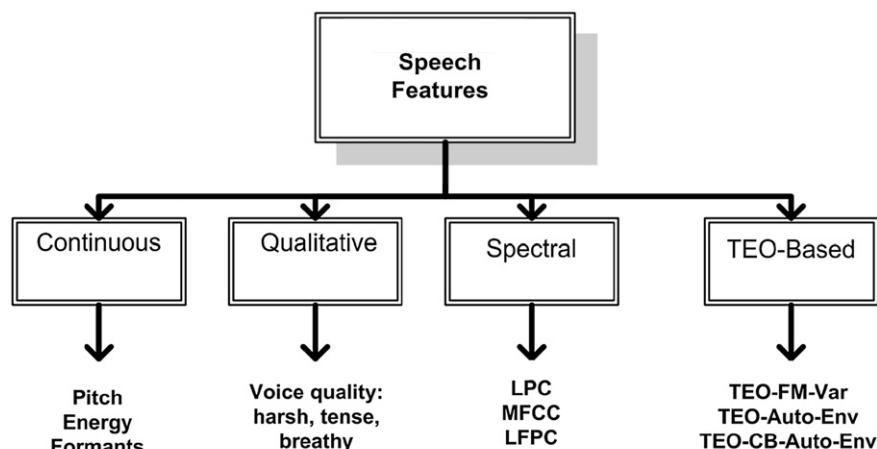 Speech
Features
Continuous
Qualitative
Spectral
TEO-Based
Pitch
Energy
Formants
Voice quality:
harsh, tense,
breathy
LPC
MFCC
LFPC
TEO-FM-Var
TEO-Auto-Env
TEO-CB-Auto-Env